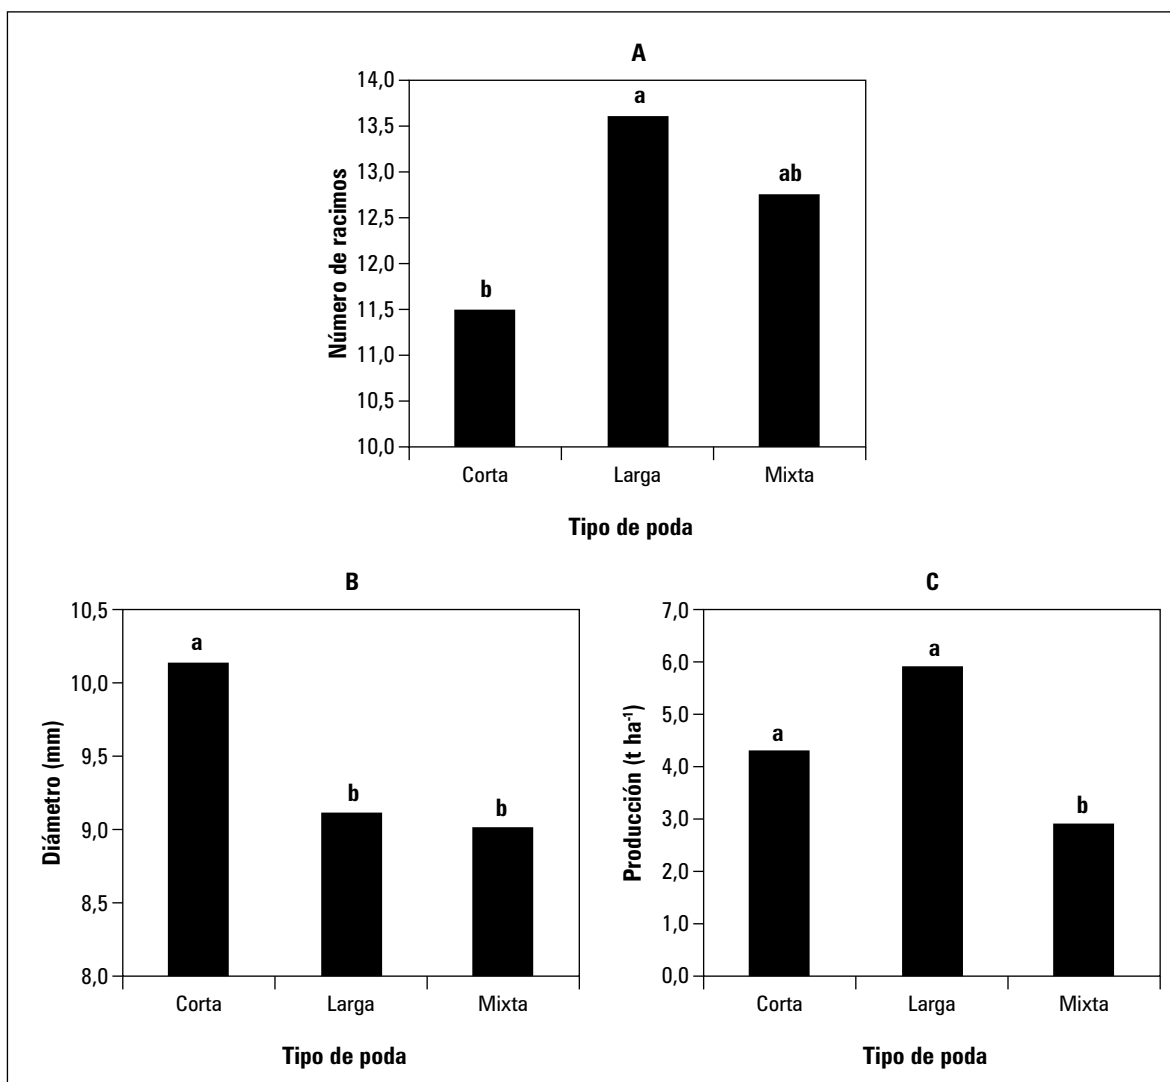 A
14,0
13,5
13,0
12,5
12,0
11,5
11,0
10,5
10,0
Número de racimos
b
a
ab
Corta Larga Mixta
Tipo de poda
B
10,5
10,0
9,5
9,0
8,5
8,0
Diámetro (mm)
a
b
b
Corta Larga Mixta
Tipo de poda
C
7,0
6,0
5,0
4,0
3,0
2,0
1,0
0,0
Producción (t ha⁻¹)
a
a
b
Corta Larga Mixta
Tipo de poda